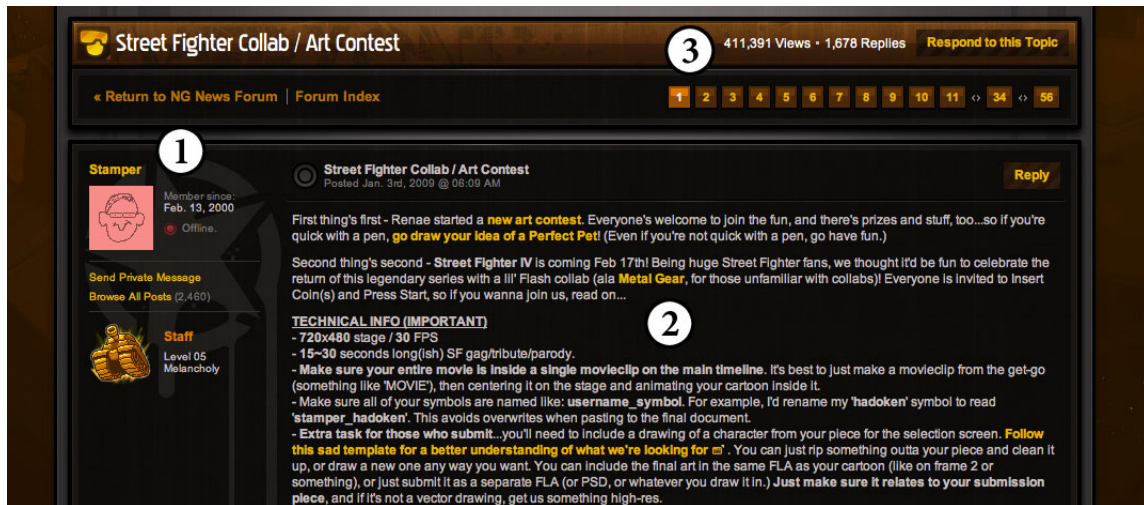 Street Fighter Collab / Art Contest
3
411,391 Views • 1,678 Replies
Respond to this Topic
« Return to NG News Forum | Forum Index
1 2 3 4 5 6 7 8 9 10 11 <> 34 <> 56
1
Stamper
Member since:
Feb. 13, 2000
Offline.
Send Private Message
Browse All Posts (2,460)
Staff
Level 05
Melancholy
Street Fighter Collab / Art Contest
Posted Jan. 3rd, 2009 @ 06:09 AM
Reply
First thing's first - Renae started a new art contest. Everyone's welcome to join the fun, and there's prizes and stuff, too...so if you're
quick with a pen, go draw your idea of a Perfect Pet! (Even if you're not quick with a pen, go have fun.)
Second thing's second - Street Fighter IV is coming Feb 17th! Being huge Street Fighter fans, we thought it'd be fun to celebrate the
return of this legendary series with a lil' Flash collab (ala Metal Gear, for those unfamiliar with collabs)! Everyone is invited to Insert
Coin(s) and Press Start, so if you wanna join us, read on...
2
TECHNICAL INFO (IMPORTANT)
- 720x480 stage / 30 FPS
- 15~30 seconds long(ish) SF gag/tribute/parody.
- Make sure your entire movie is inside a single movieclip on the main timeline. It's best to just make a movieclip from the get-go
(something like 'MOVIE'), then centering it on the stage and animating your cartoon inside it.
- Make sure all of your symbols are named like: username_symbol. For example, I'd rename my 'hadoken' symbol to read
'stamper_hadoken'. This avoids overwrites when pasting to the final document.
- Extra task for those who submit...you'll need to include a drawing of a character from your piece for the selection screen. Follow
this sad template for a better understanding of what we're looking for . You can just rip something outta your piece and clean it
up, or draw a new one any way you want. You can include the final art in the same FLA as your cartoon (like on frame 2 or
something), or just submit it as a separate FLA (or PSD, or whatever you draw it in.) Just make sure it relates to your submission
piece, and if it's not a vector drawing, get us something high-res.